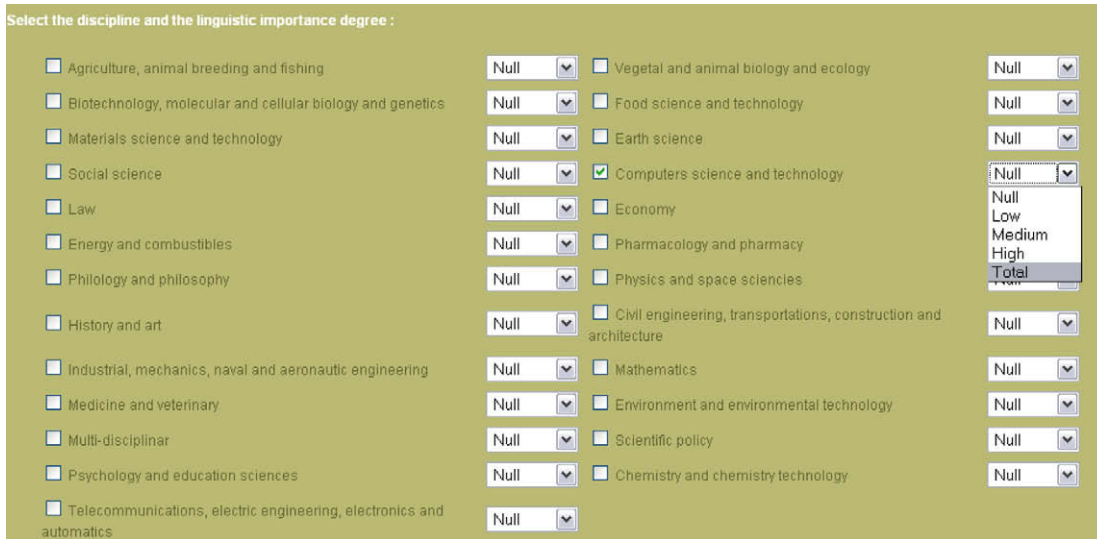 Select the discipline and the linguistic importance degree :
Agriculture, animal breeding and fishing Null Vegetal and animal biology and ecology Null
Biotechnology, molecular and cellular biology and genetics Null Food science and technology Null
Materials science and technology Null Earth science Null
Social science Null Computers science and technology Null
Null
Law Null Economy Low
Medium
Energy and combustibles Null Pharmacology and pharmacy High
Total
Philology and philosophy Null Physics and space sciencies Null
History and art Null Civil engineering, transportations, construction and Null
architecture
Industrial, mechanics, naval and aeronautic engineering Null Mathematics Null
Medicine and veterinary Null Environment and environmental technology Null
Multi-disciplinar Null Scientific policy Null
Psychology and education sciences Null Chemistry and chemistry technology Null
Telecommunications, electric engineering, electronics and Null
automatics